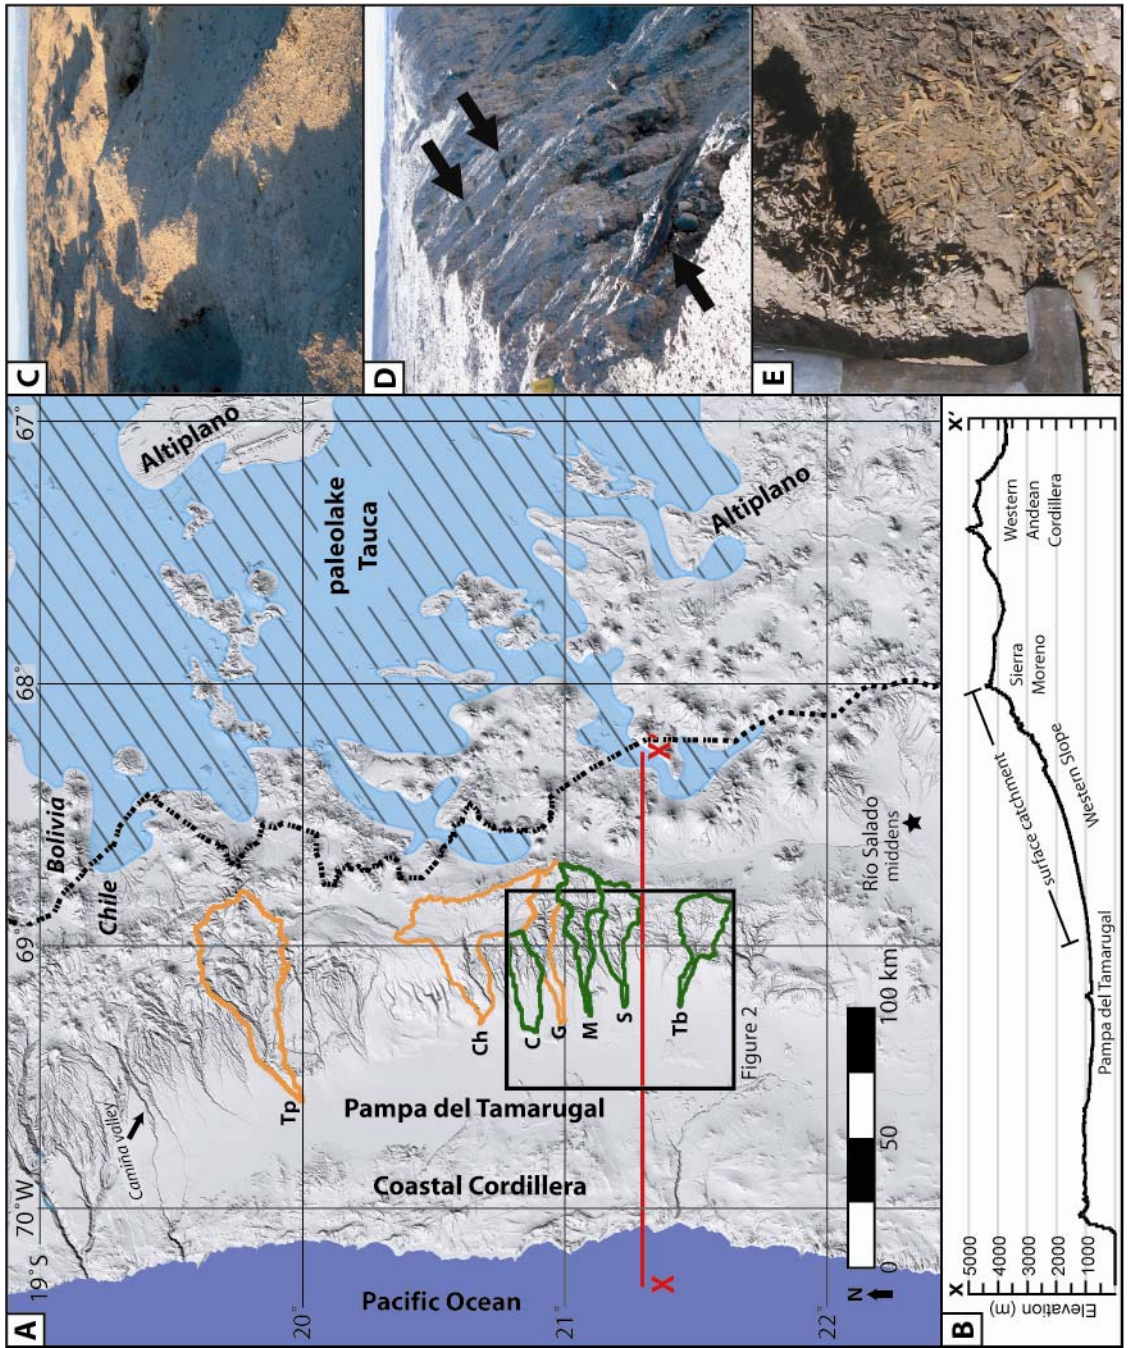 A
19°S
70°W
69°
68°
67°
20°
21°
22°
Bolivia
Chile
Camiña valley
Altiplano
paleolake
Tauca
Altiplano
Tp
Ch
C
G
M
S
Tb
Figure 2
Pampa del Tamarugal
Coastal Cordillera
Pacific Ocean
X
X'
Rio Salado
middens
N
0
50
100 km
B
X
X'
Elevation (m)
5000
4000
3000
2000
1000
surface catchment
Western Slope
Pampa del Tamarugal
Sierra
Moreno
Western
Andean
Cordillera
C
D
E